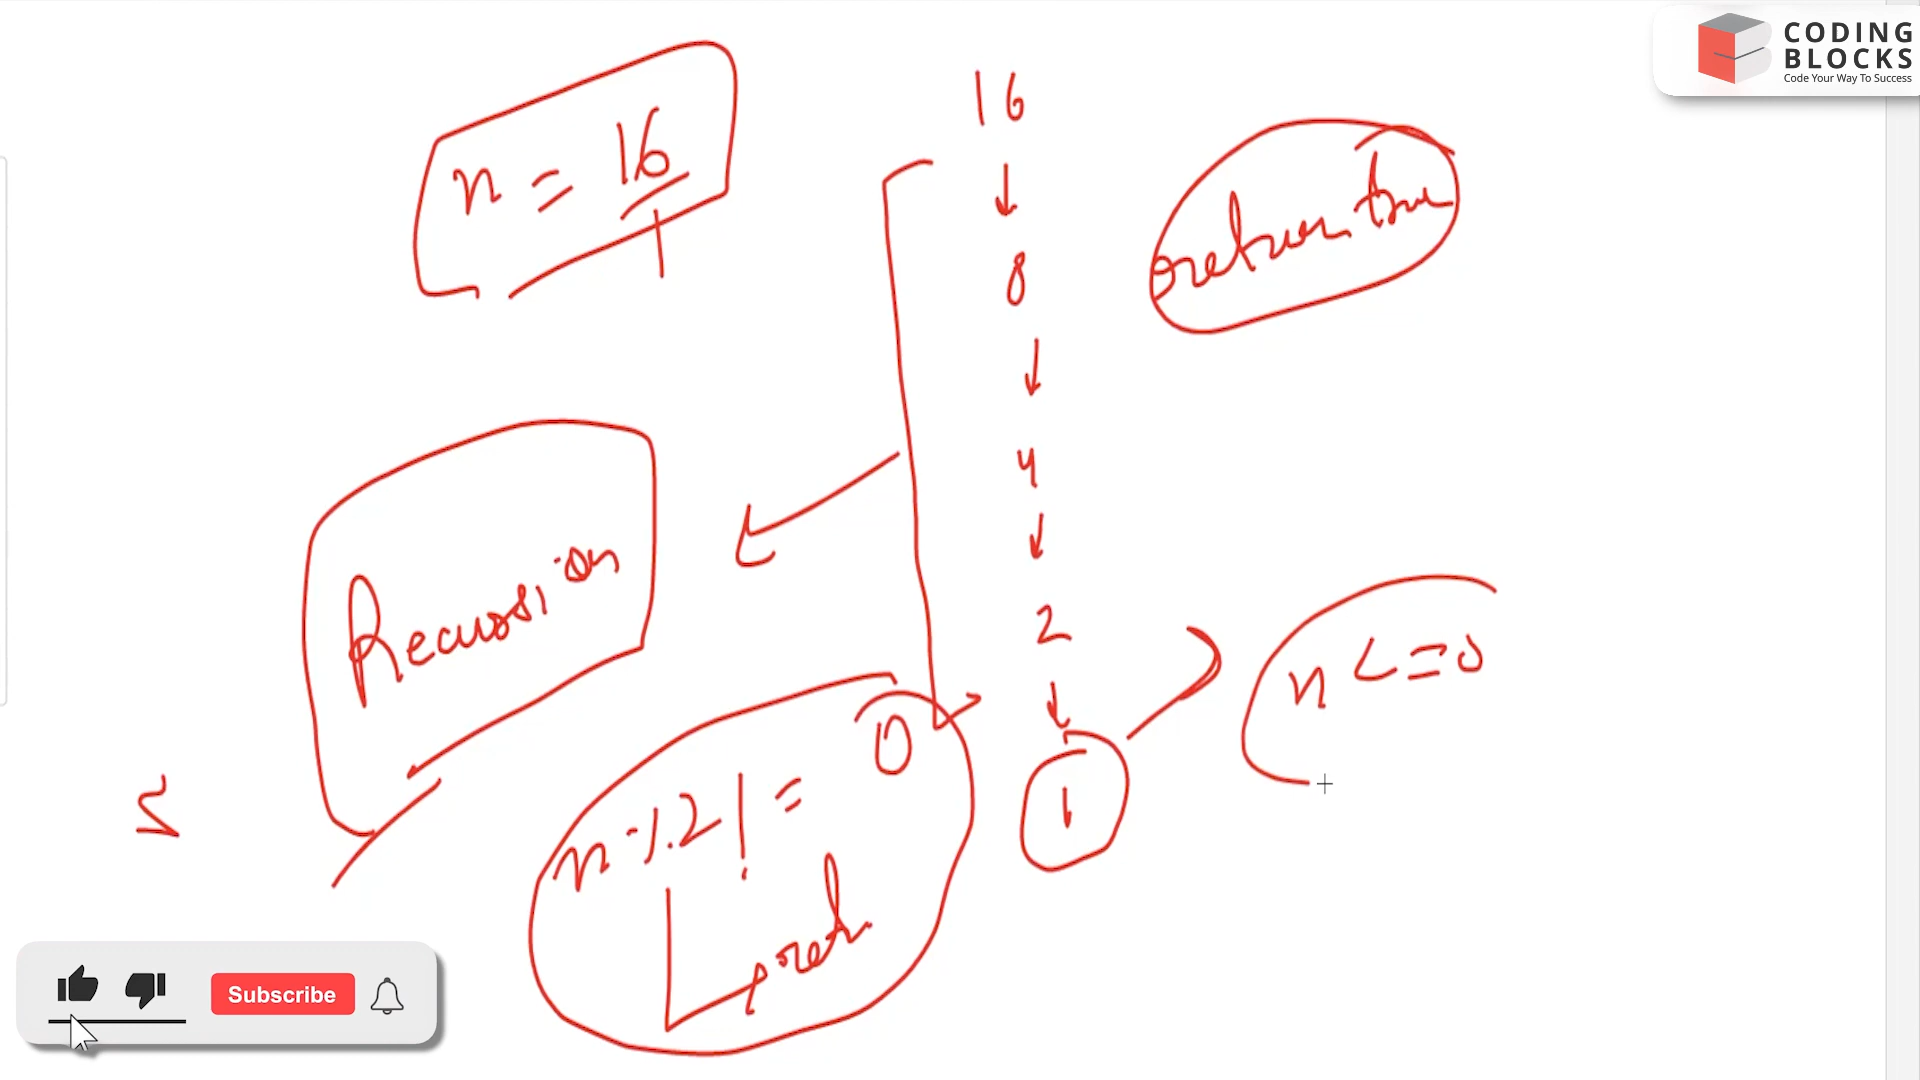 CODING
BLOCKS
Code Your Way To Success
n = 16
16
8
4
2
1
return true
Recursion
n <= 0
n % 2 != 0
Subscribe